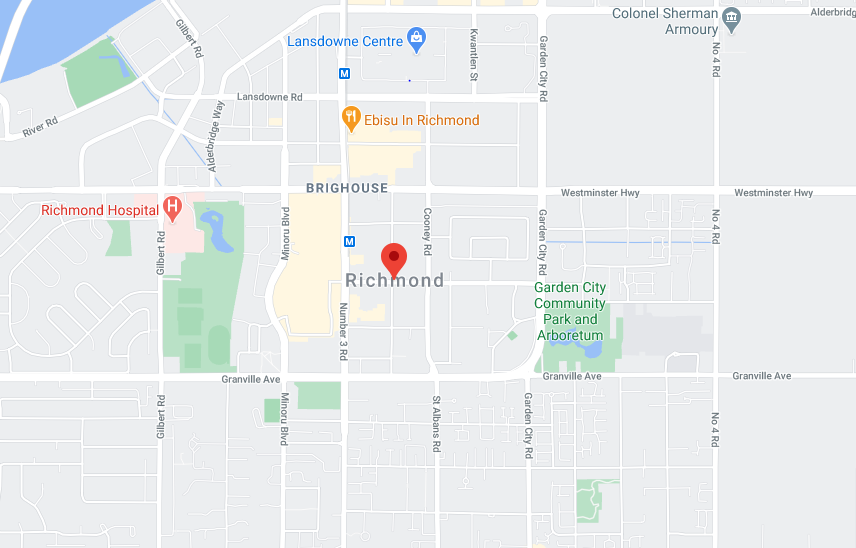 Colonel Sherman
Armoury
Alderbridg
Gilbert Rd
Lansdowne Centre
Kwantlen St
Garden City Rd
No 4 Rd
M
Lansdowne Rd
River Rd
Alderbridge Way
Ebisu In Richmond
BRIGHOUSE
Westminster Hwy
Westminster Hwy
H
Richmond Hospital
Minoru Blvd
Cooney Rd
Garden City Rd
No 4 Rd
Gilbert Rd
M
Richmond
Garden City
Community
Park and
Arboretum
Number 3 Rd
Granville Ave
Granville Ave
Granville Ave
Gilbert Rd
Minoru Blvd
St Albans Rd
Garden City Rd
No 4 Rd